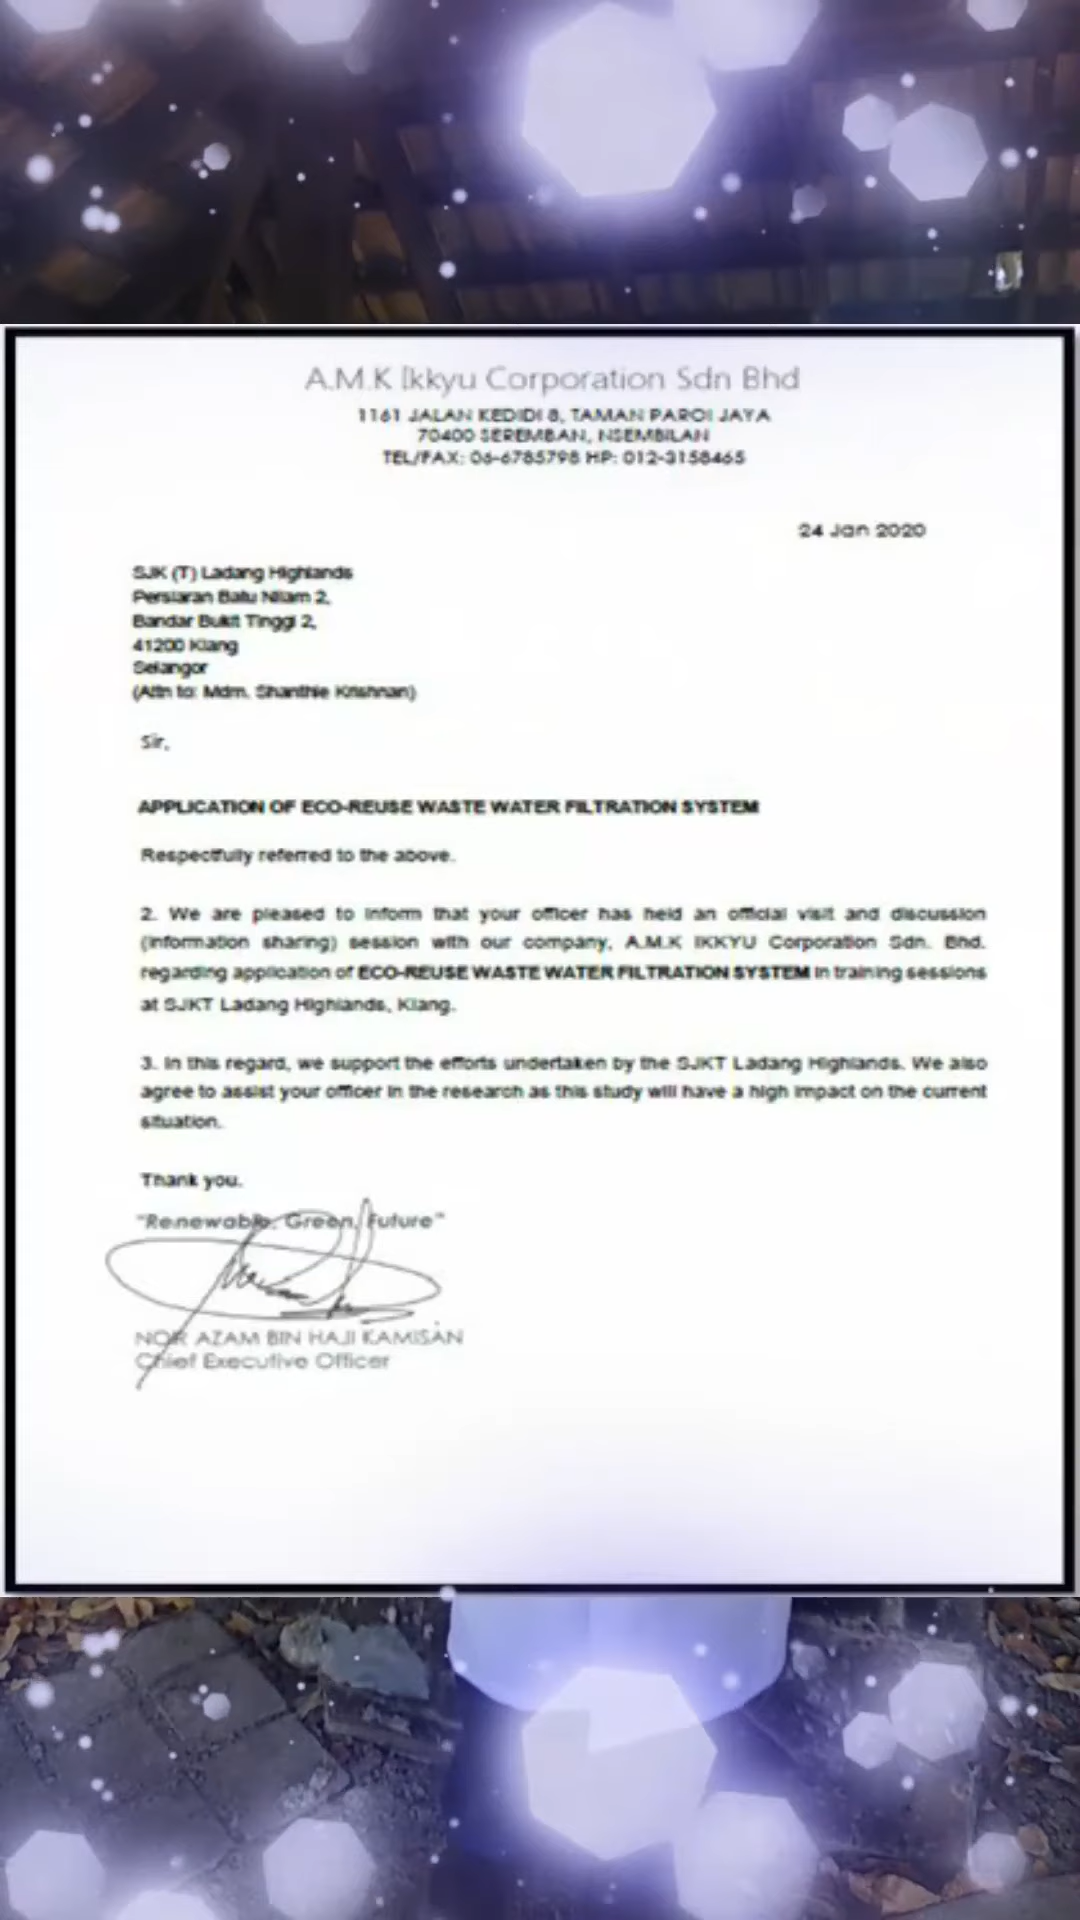 A.M.K Ikkyu Corporation Sdn Bhd
1161 JALAN KEDIDI 8, TAMAN PAROI JAYA
70400 SEREMBAN, NSEMBILAN
TEL/FAX: 06-6785798 HP: 012-3158465
24 Jan 2020
SJK (T) Ladang Highlands
Persiaran Batu Nilam 2,
Bandar Bukit Tinggi 2,
41200 Klang
Selangor
(Attn to: Mdm. Shanthie Krishnan)
Sir,
APPLICATION OF ECO-REUSE WASTE WATER FILTRATION SYSTEM
Respectfully referred to the above.
2. We are pleased to inform that your officer has held an official visit and discussion
(information sharing) session with our company, A.M.K IKKYU Corporation Sdn. Bhd.
regarding application of ECO-REUSE WASTE WATER FILTRATION SYSTEM in training sessions
at SJKT Ladang Highlands, Klang.
3. In this regard, we support the efforts undertaken by the SJKT Ladang Highlands. We also
agree to assist your officer in the research as this study will have a high impact on the current
situation.
Thank you.
"Renewable, Green, Future"
NOR AZAM BIN HAJI KAMISAN
Chief Executive Officer